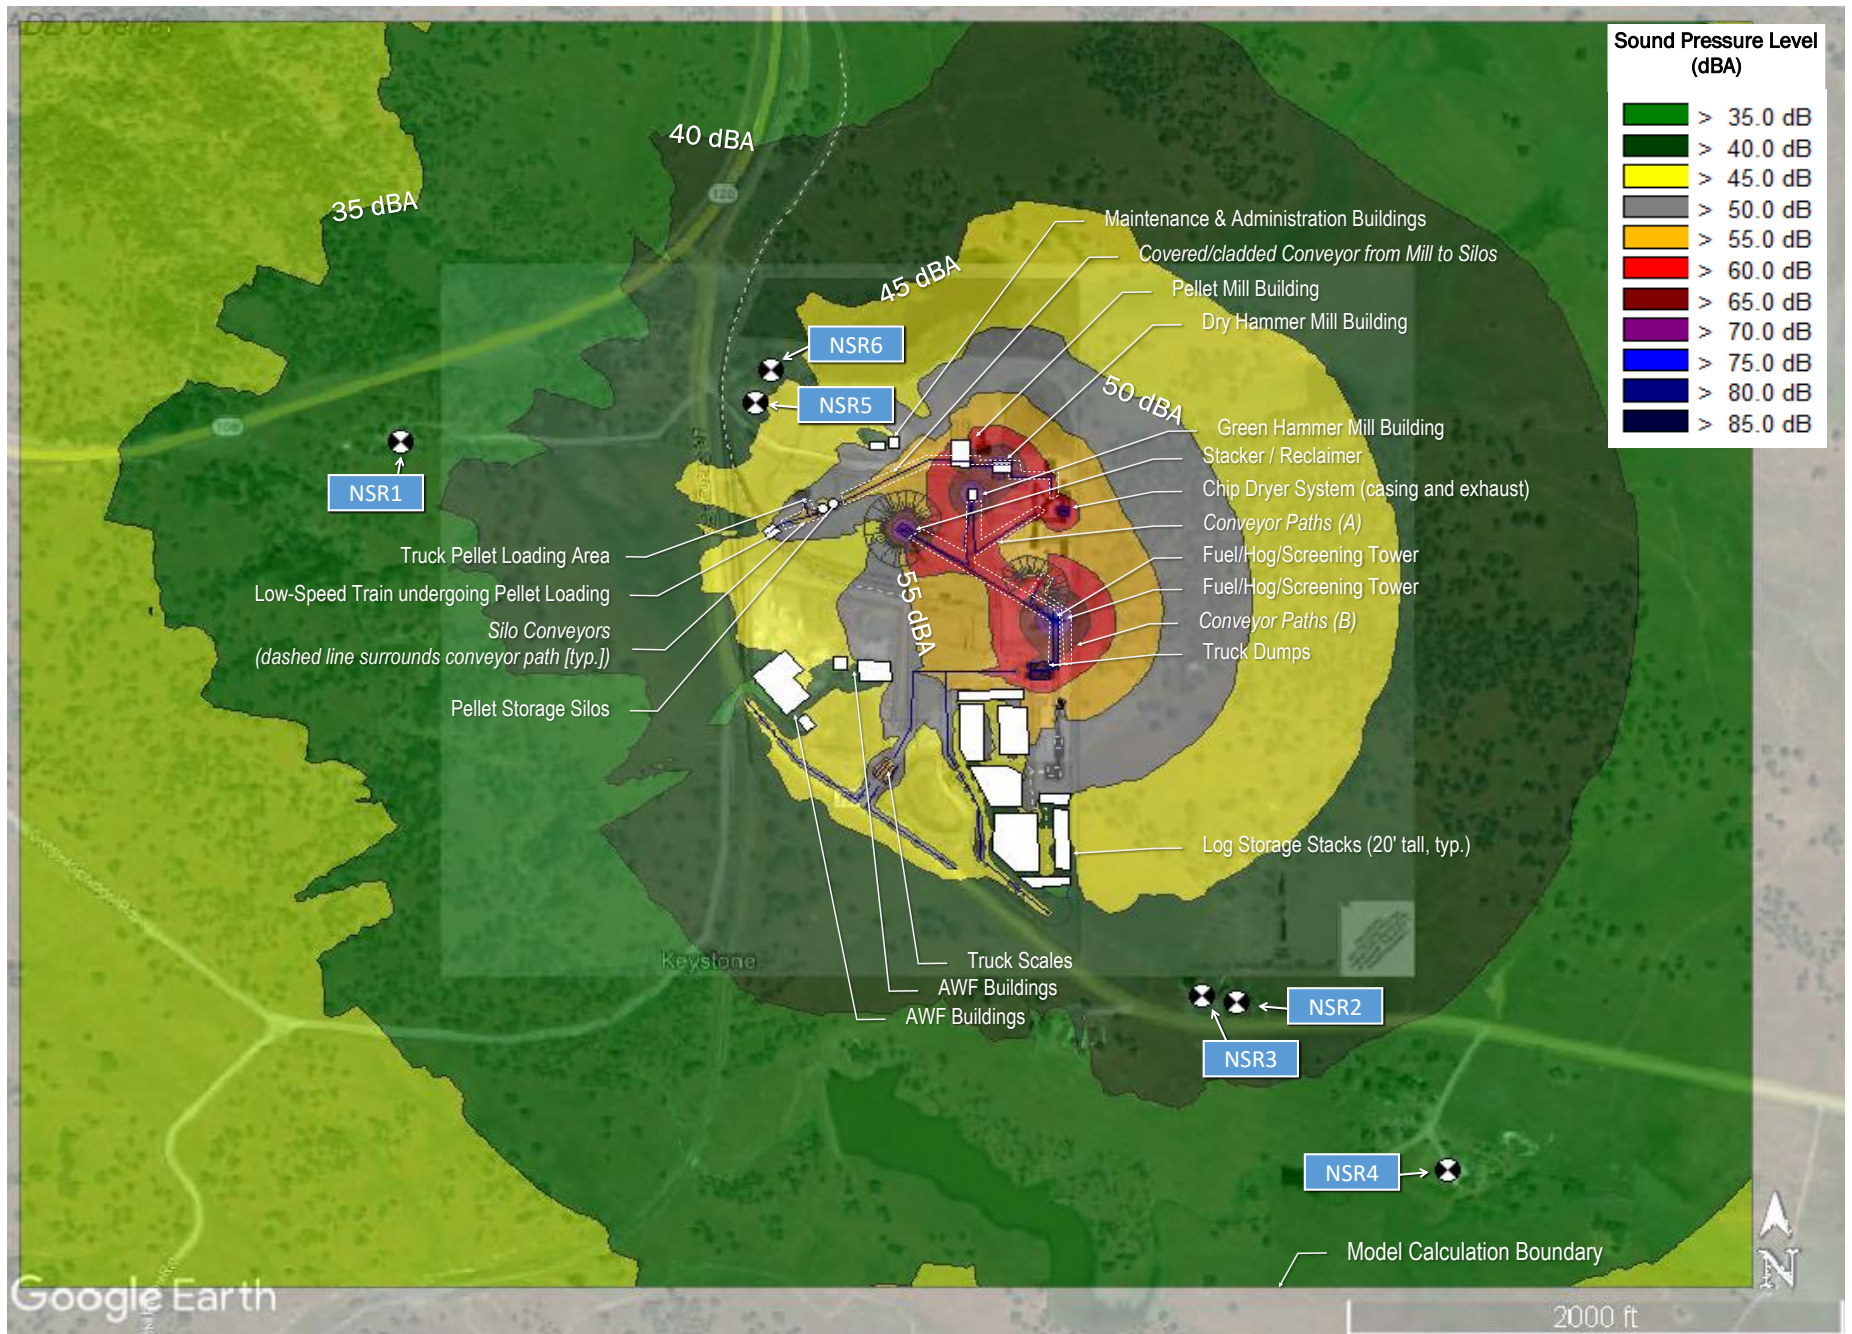 ADD Overlay
Sound Pressure Level
(dBA)
> 35.0 dB
> 40.0 dB
> 45.0 dB
> 50.0 dB
> 55.0 dB
> 60.0 dB
> 65.0 dB
> 70.0 dB
> 75.0 dB
> 80.0 dB
> 85.0 dB
40 dBA
120
35 dBA
45 dBA
50 dBA
55 dBA
108
Maintenance & Administration Buildings
Covered/cladded Conveyor from Mill to Silos
Pellet Mill Building
Dry Hammer Mill Building
NSR6
NSR5
NSR1
Green Hammer Mill Building
Stacker / Reclaimer
Chip Dryer System (casing and exhaust)
Conveyor Paths (A)
Fuel/Hog/Screening Tower
Fuel/Hog/Screening Tower
Conveyor Paths (B)
Truck Dumps
Truck Pellet Loading Area
Low-Speed Train undergoing Pellet Loading
Silo Conveyors
(dashed line surrounds conveyor path [typ.])
Pellet Storage Silos
Log Storage Stacks (20' tall, typ.)
Keystone
Truck Scales
AWF Buildings
AWF Buildings
NSR2
NSR3
NSR4
Model Calculation Boundary
N
Google Earth
2000 ft